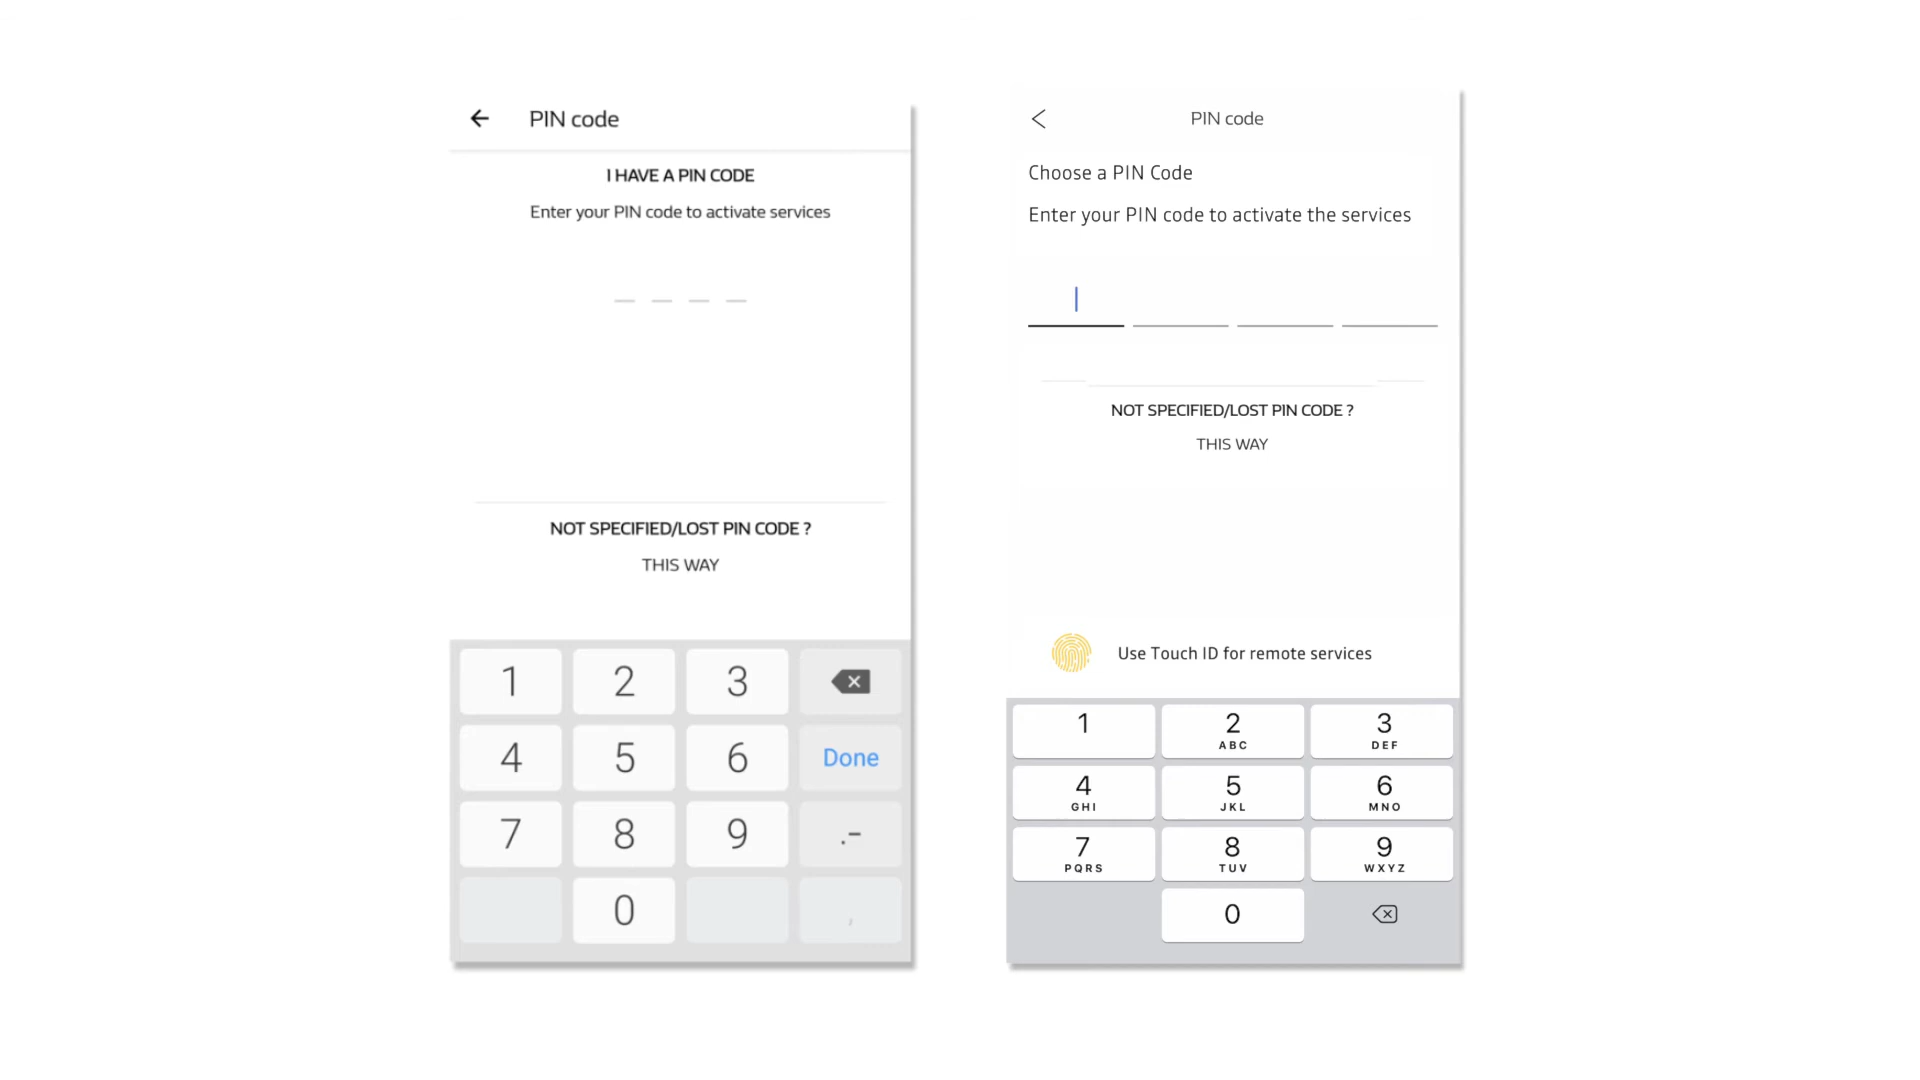 PIN code
I HAVE A PIN CODE
Enter your PIN code to activate services
NOT SPECIFIED/LOST PIN CODE ?
THIS WAY
1 2 3
4 5 6 Done
7 8 9 .-
0 ,
PIN code
Choose a PIN Code
Enter your PIN code to activate the services
NOT SPECIFIED/LOST PIN CODE ?
THIS WAY
Use Touch ID for remote services
1 2 3
ABC DEF
4 5 6
GHI JKL MNO
7 8 9
PQRS TUV WXYZ
0